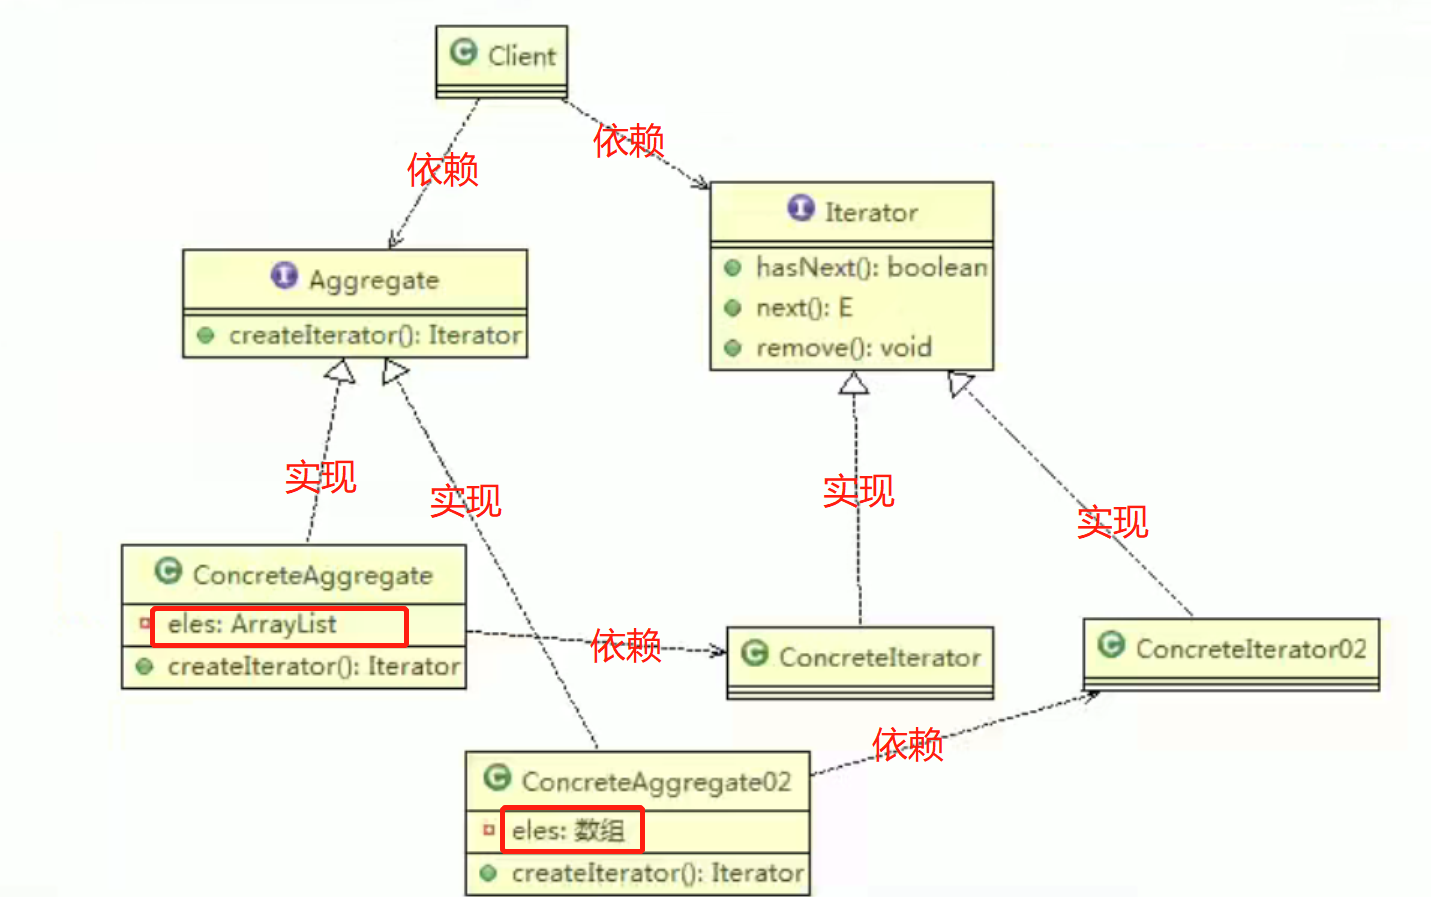 Client
依赖
依赖
Iterator
hasNext(): boolean
next(): E
remove(): void
Aggregate
createIterator(): Iterator
实现
实现
实现
实现
ConcreteAggregate
eles: ArrayList
createIterator(): Iterator
依赖
ConcreteIterator
ConcreteIterator02
依赖
ConcreteAggregate02
eles: 数组
createIterator(): Iterator